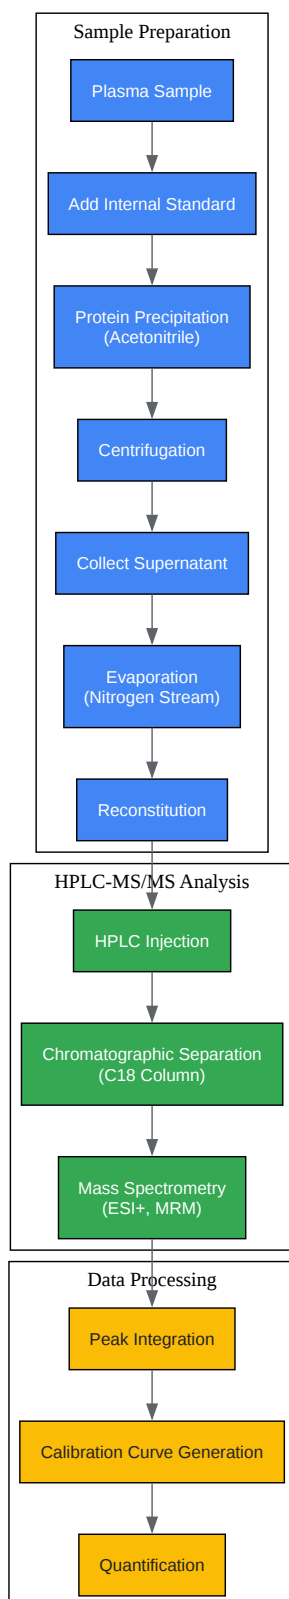 Sample Preparation
Plasma Sample
Add Internal Standard
Protein Precipitation
(Acetonitrile)
Centrifugation
Collect Supernatant
Evaporation
(Nitrogen Stream)
Reconstitution
HPLC-MS/MS Analysis
HPLC Injection
Chromatographic Separation
(C18 Column)
Mass Spectrometry
(ESI+, MRM)
Data Processing
Peak Integration
Calibration Curve Generation
Quantification